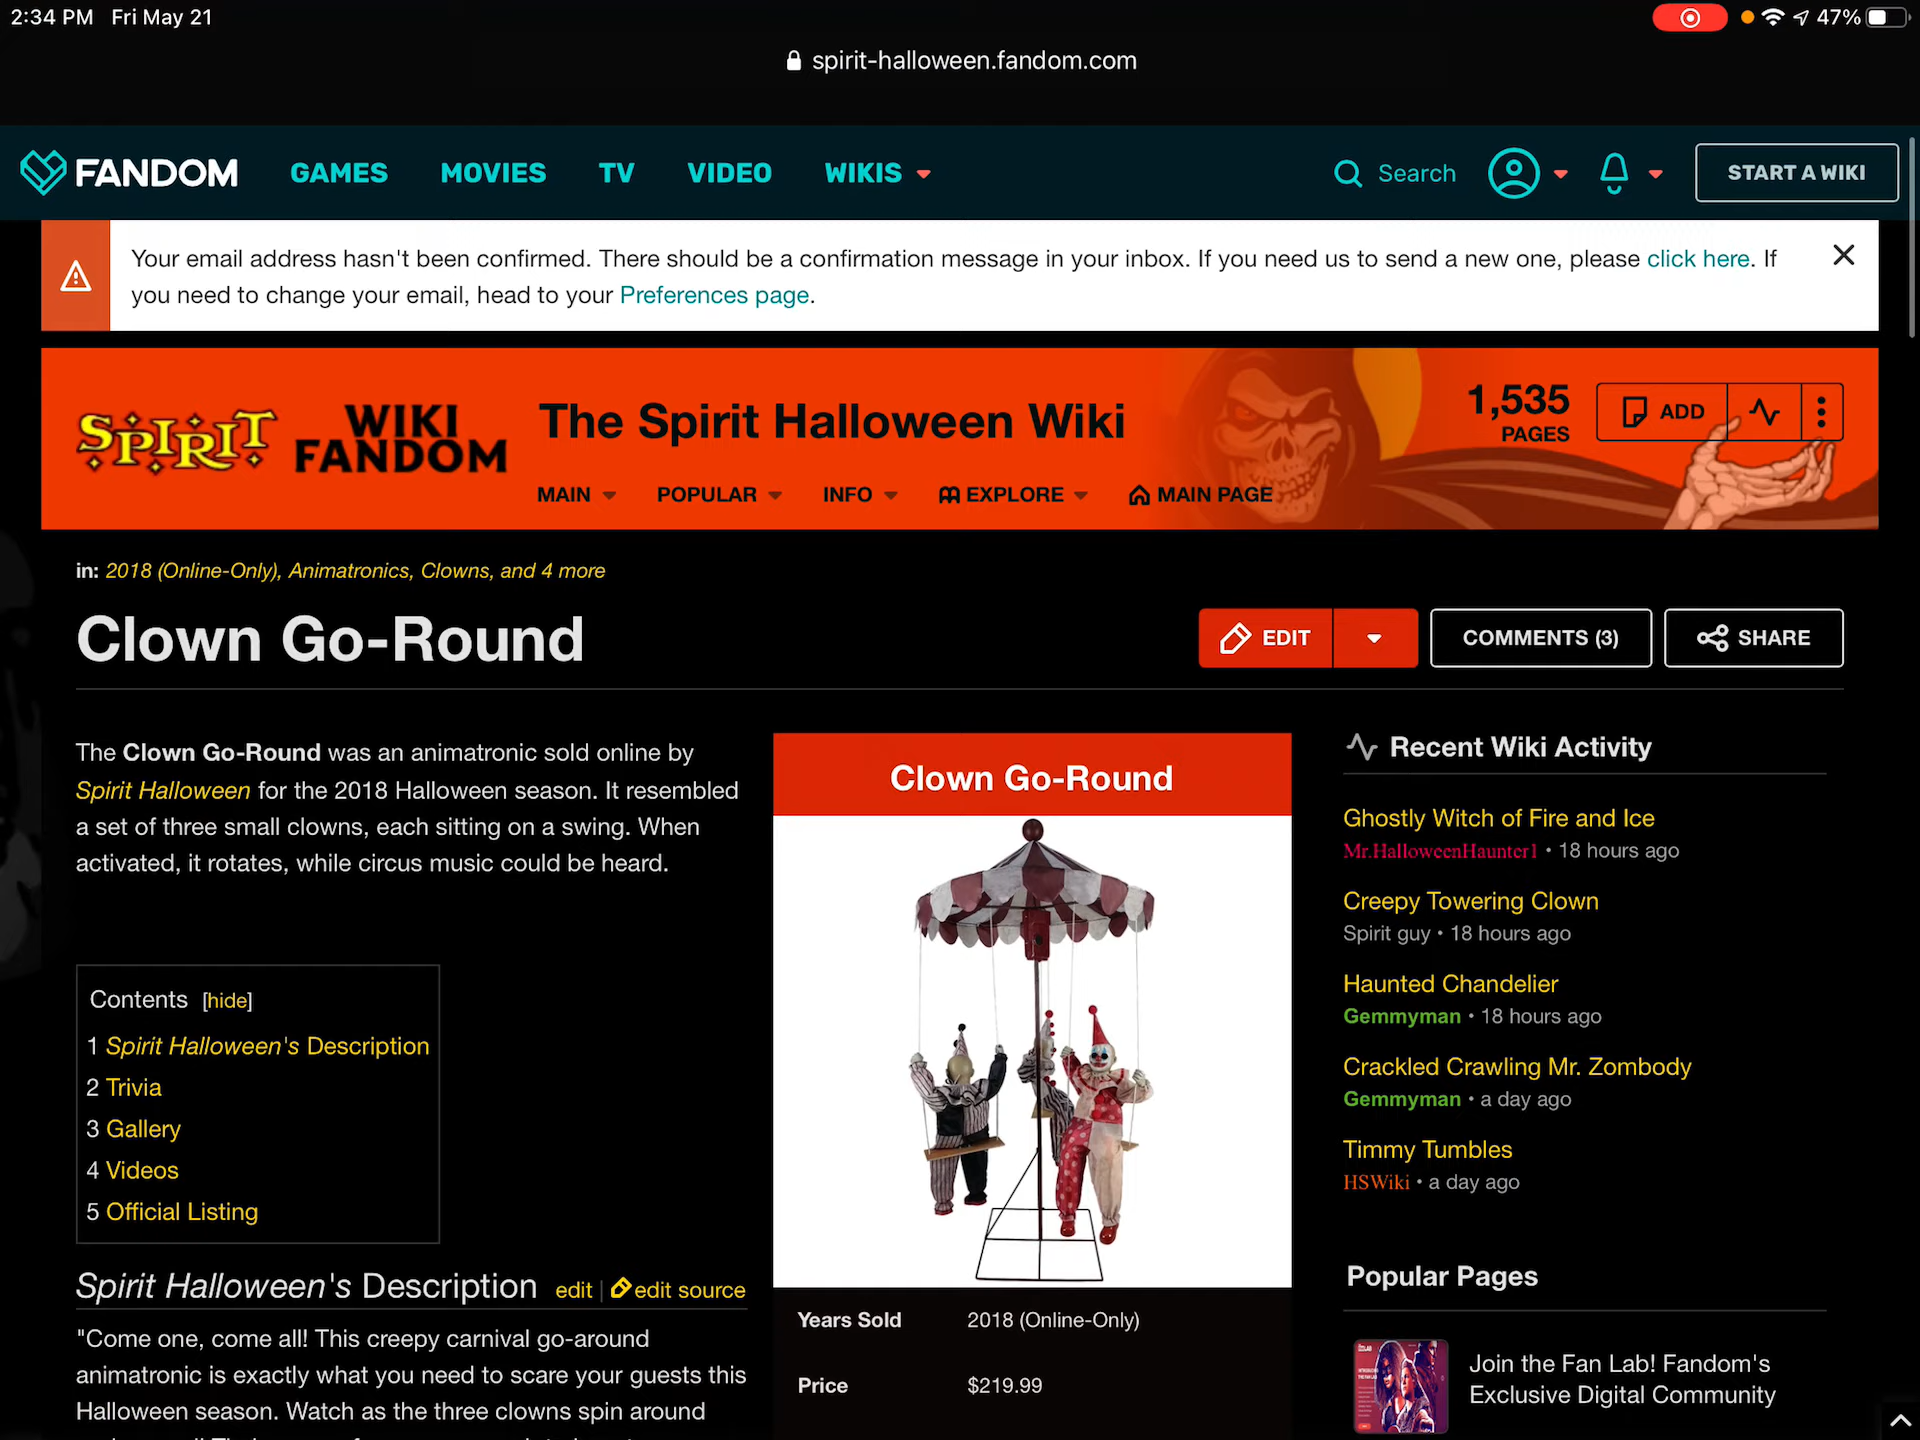 2:34 PM Fri May 21
47%
spirit-halloween.fandom.com
FANDOM
GAMES MOVIES TV VIDEO WIKIS
Search
START A WIKI
Your email address hasn't been confirmed. There should be a confirmation message in your inbox. If you need us to send a new one, please click here. If
you need to change your email, head to your Preferences page.
SPIRIT
WIKI
FANDOM
The Spirit Halloween Wiki
1,535
PAGES
ADD
MAIN POPULAR INFO EXPLORE MAIN PAGE
in: 2018 (Online-Only), Animatronics, Clowns, and 4 more
Clown Go-Round
EDIT
COMMENTS (3)
SHARE
The Clown Go-Round was an animatronic sold online by
Spirit Halloween for the 2018 Halloween season. It resembled
a set of three small clowns, each sitting on a swing. When
activated, it rotates, while circus music could be heard.
Contents [hide]
1 Spirit Halloween's Description
2 Trivia
3 Gallery
4 Videos
5 Official Listing
Spirit Halloween's Description edit | edit source
"Come one, come all! This creepy carnival go-around
animatronic is exactly what you need to scare your guests this
Halloween season. Watch as the three clowns spin around
Clown Go-Round
Years Sold 2018 (Online-Only)
Price $219.99
Recent Wiki Activity
Ghostly Witch of Fire and Ice
Mr.HalloweenHaunter1 • 18 hours ago
Creepy Towering Clown
Spirit guy • 18 hours ago
Haunted Chandelier
Gemmyman • 18 hours ago
Crackled Crawling Mr. Zombody
Gemmyman • a day ago
Timmy Tumbles
HSWiki • a day ago
Popular Pages
Join the Fan Lab! Fandom's
Exclusive Digital Community